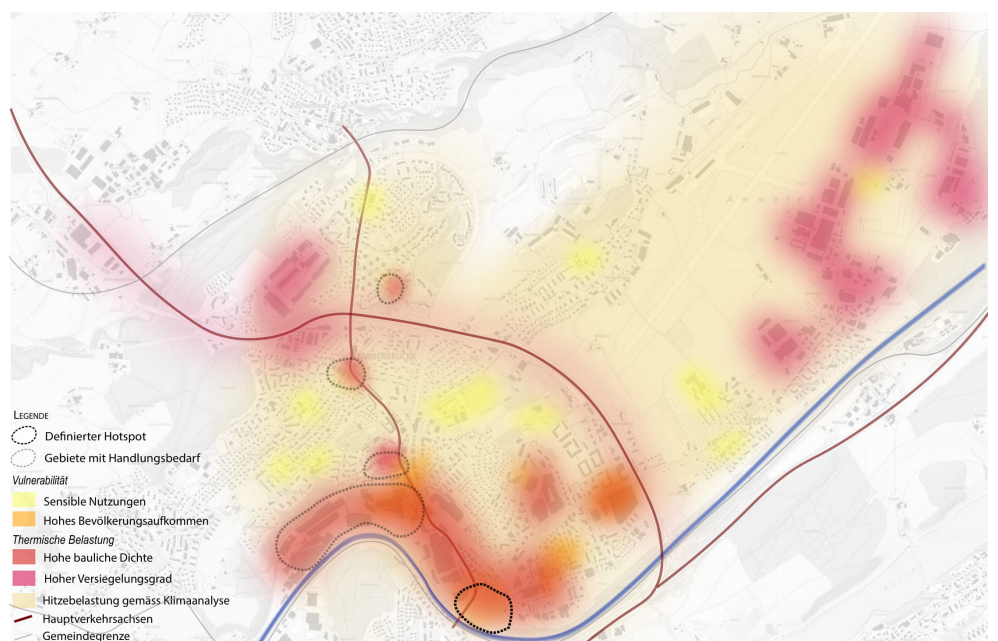 LEGENDE
Definierter Hotspot
Gebiete mit Handlungsbedarf
Vulnerabilität
Sensible Nutzungen
Hohes Bevölkerungsaufkommen
Thermische Belastung
Hohe bauliche Dichte
Hoher Versiegelungsgrad
Hitzebelastung gemäss Klimaanalyse
Hauptverkehrsachsen
Gemeindegrenze